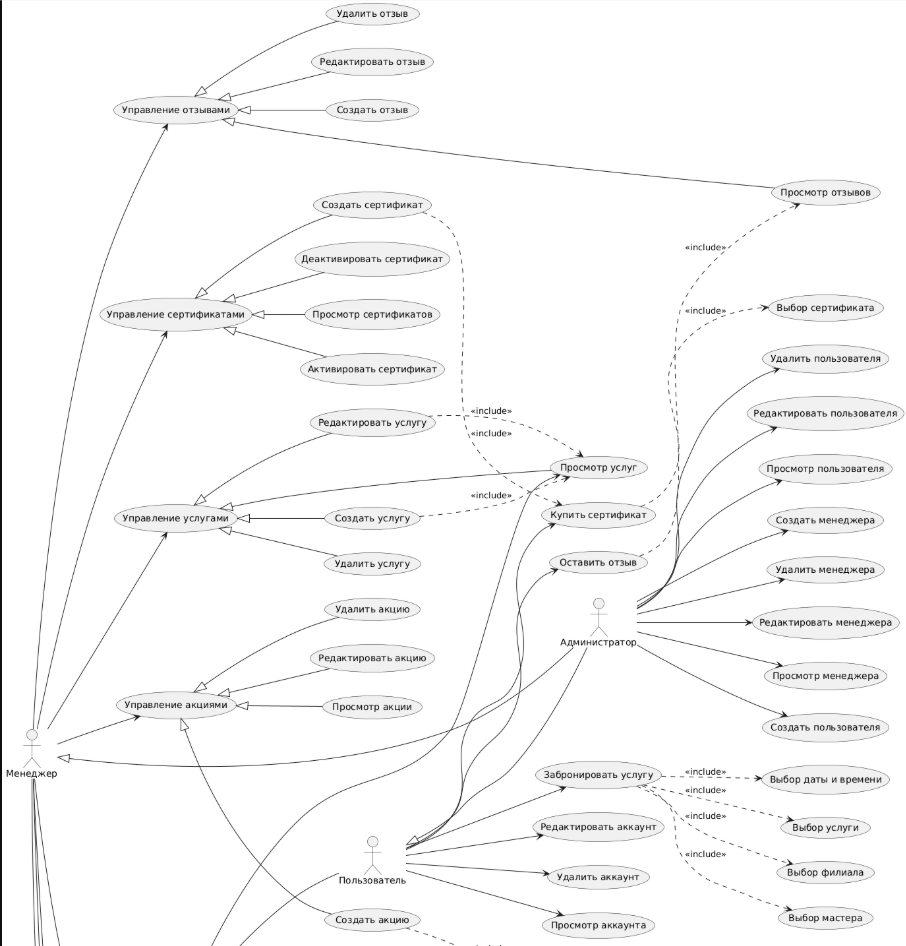 Удалить отзыв
Редактировать отзыв
Управление отзывами
Создать отзыв
Просмотр отзывов
Создать сертификат
«include»
Деактивировать сертификат
Управление сертификатами
Просмотр сертификатов
«include»
Выбор сертификата
Активировать сертификат
Удалить пользователя
Редактировать услугу
«include»
Редактировать пользователя
«include»
Просмотр услуг
Просмотр пользователя
«include»
Управление услугами
Создать услугу
Купить сертификат
Создать менеджера
Удалить услугу
Оставить отзыв
Удалить менеджера
Удалить акцию
Администратор
Редактировать менеджера
Редактировать акцию
Просмотр менеджера
Управление акциями
Просмотр акции
Создать пользователя
Менеджер
Забронировать услугу
«include»
Выбор даты и времени
«include»
Редактировать аккаунт
«include»
Выбор услуги
«include»
Пользователь
Удалить аккаунт
Выбор филиала
Создать акцию
Просмотр аккаунта
Выбор мастера